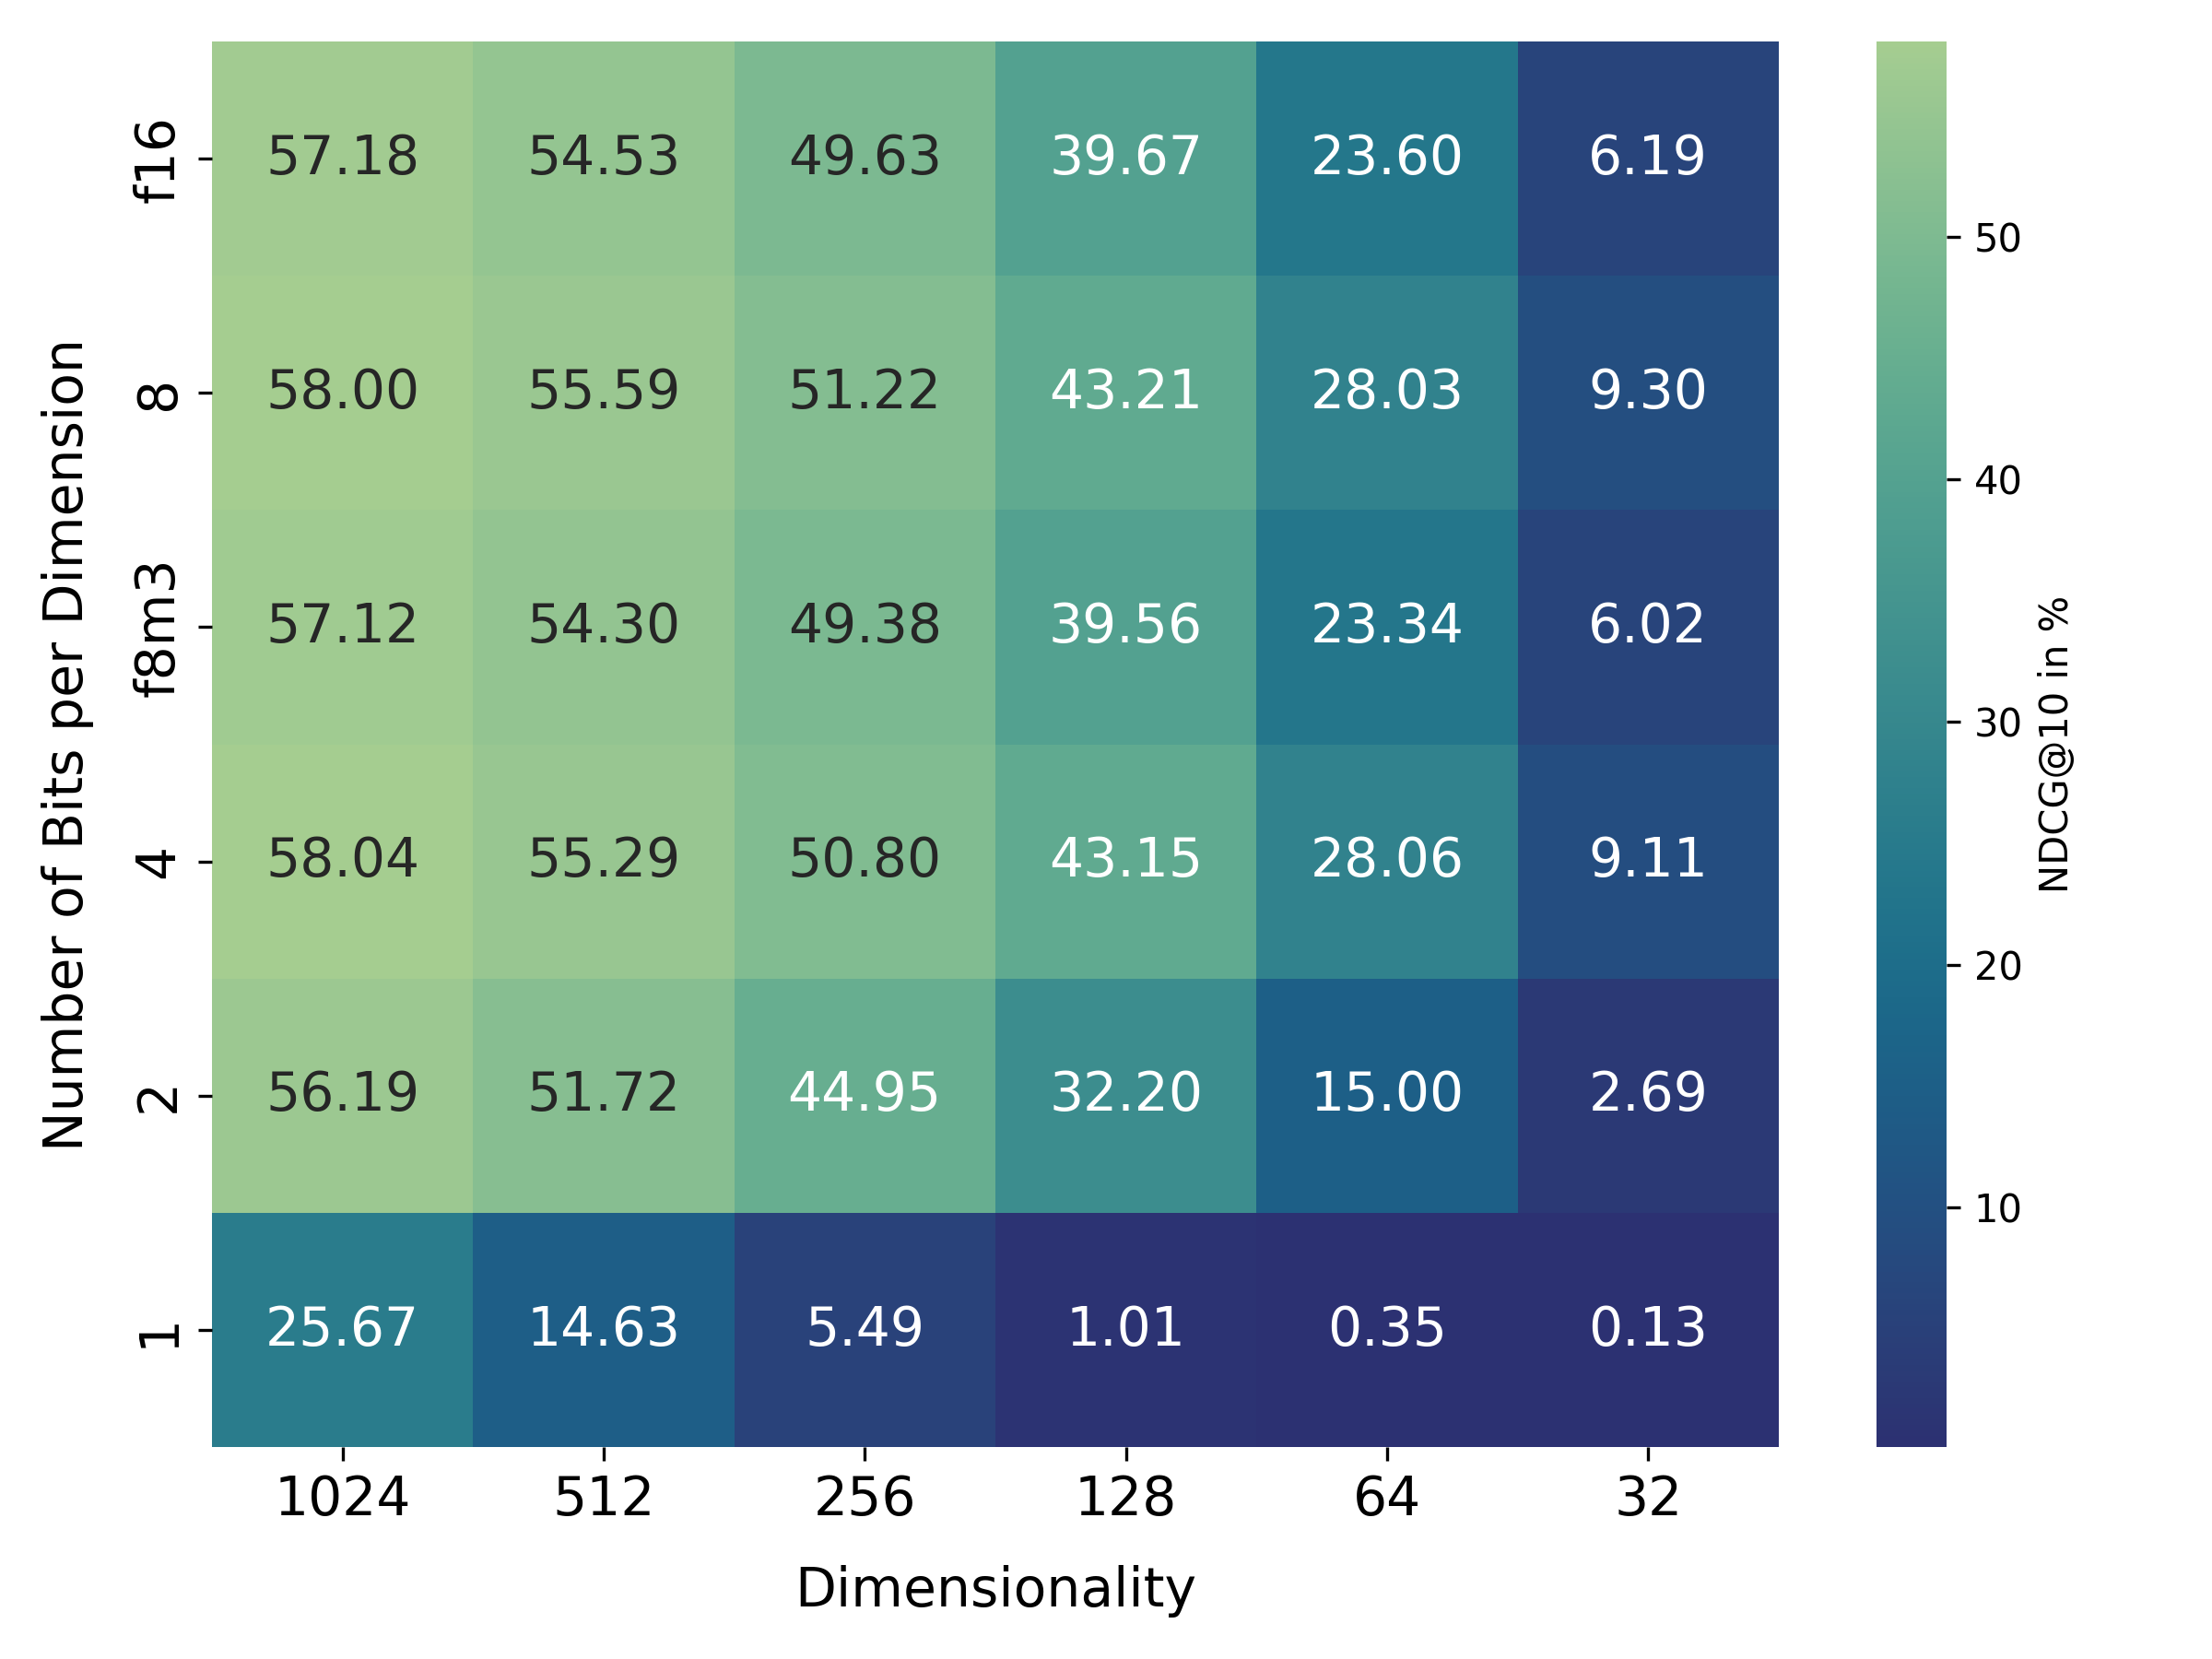 Number of Bits per Dimension
f16
57.18 54.53 49.63 39.67 23.60 6.19
8
58.00 55.59 51.22 43.21 28.03 9.30
f8m3
57.12 54.30 49.38 39.56 23.34 6.02
4
58.04 55.29 50.80 43.15 28.06 9.11
2
56.19 51.72 44.95 32.20 15.00 2.69
1
25.67 14.63 5.49 1.01 0.35 0.13
1024 512 256 128 64 32
Dimensionality
50
40
30
20
10
NDCG@10 in %